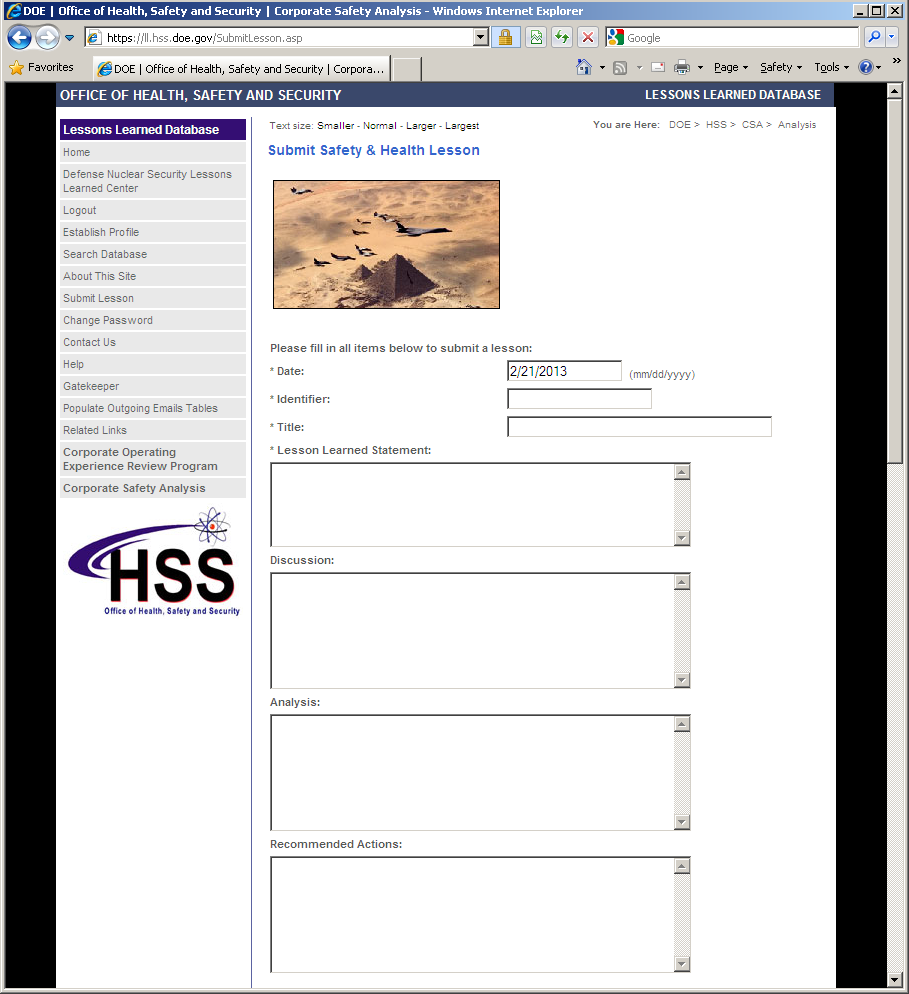 DOE | Office of Health, Safety and Security | Corporate Safety Analysis - Windows Internet Explorer
https://ll.hss.doe.gov/SubmitLesson.asp
Google
Favorites
DOE | Office of Health, Safety and Security | Corpora...
Page
Safety
Tools
OFFICE OF HEALTH, SAFETY AND SECURITY
LESSONS LEARNED DATABASE
Lessons Learned Database
Home
Defense Nuclear Security Lessons
Learned Center
Logout
Establish Profile
Search Database
About This Site
Submit Lesson
Change Password
Contact Us
Help
Gatekeeper
Populate Outgoing Emails Tables
Related Links
Corporate Operating
Experience Review Program
Corporate Safety Analysis
HSS
Office of Health, Safety and Security
Text size: Smaller - Normal - Larger - Largest
You are Here: DOE > HSS > CSA > Analysis
Submit Safety & Health Lesson
Please fill in all items below to submit a lesson:
* Date:
2/21/2013
(mm/dd/yyyy)
* Identifier:
* Title:
* Lesson Learned Statement:
Discussion:
Analysis:
Recommended Actions: